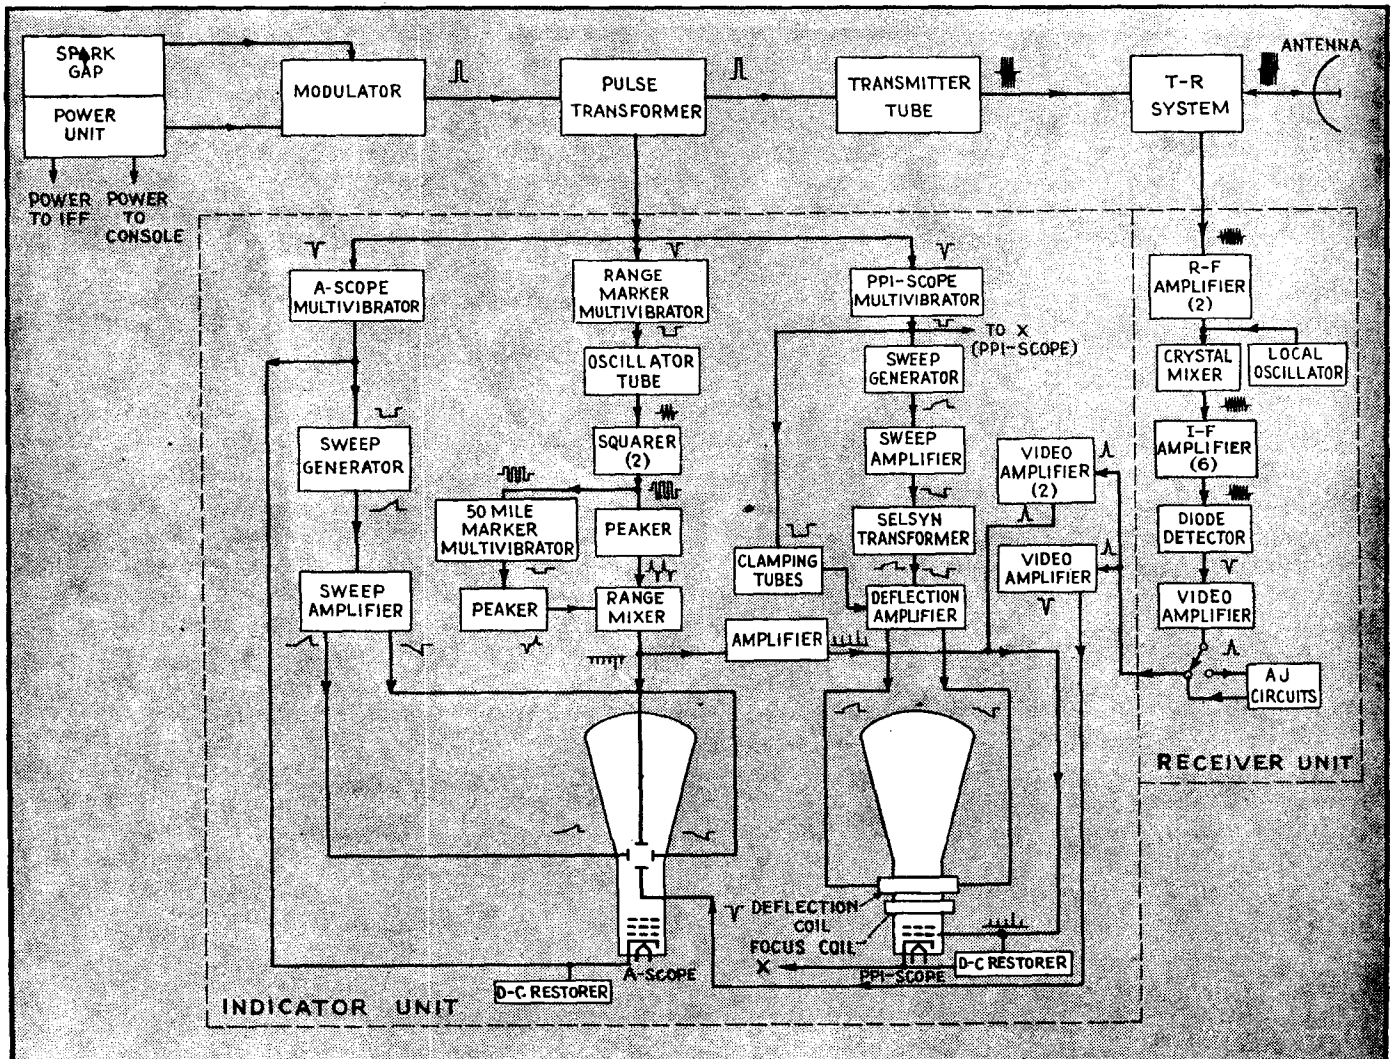 SPARK
GAP
POWER
UNIT
POWER
TO IFF
POWER
TO
CONSOLE
MODULATOR
PULSE
TRANSFORMER
TRANSMITTER
TUBE
T-R
SYSTEM
ANTENNA
A-SCOPE
MULTIVIBRATOR
RANGE
MARKER
MULTIVIBRATOR
PPI-SCOPE
MULTIVIBRATOR
TO X
(PPI-SCOPE)
R-F
AMPLIFIER
(2)
CRYSTAL
MIXER
LOCAL
OSCILLATOR
OSCILLATOR
TUBE
SWEEP
GENERATOR
SWEEP
GENERATOR
SQUARER
(2)
SWEEP
AMPLIFIER
VIDEO
AMPLIFIER
(2)
I-F
AMPLIFIER
(6)
50 MILE
MARKER
MULTIVIBRATOR
PEAKER
SELSYN
TRANSFORMER
DIODE
DETECTOR
CLAMPING
TUBES
VIDEO
AMPLIFIER
SWEEP
AMPLIFIER
PEAKER
RANGE
MIXER
DEFLECTION
AMPLIFIER
VIDEO
AMPLIFIER
AMPLIFIER
AJ
CIRCUITS
RECEIVER UNIT
DEFLECTION
COIL
FOCUS COIL
X
A-SCOPE
D-C RESTORER
PPI-SCOPE
D-C RESTORER
INDICATOR UNIT